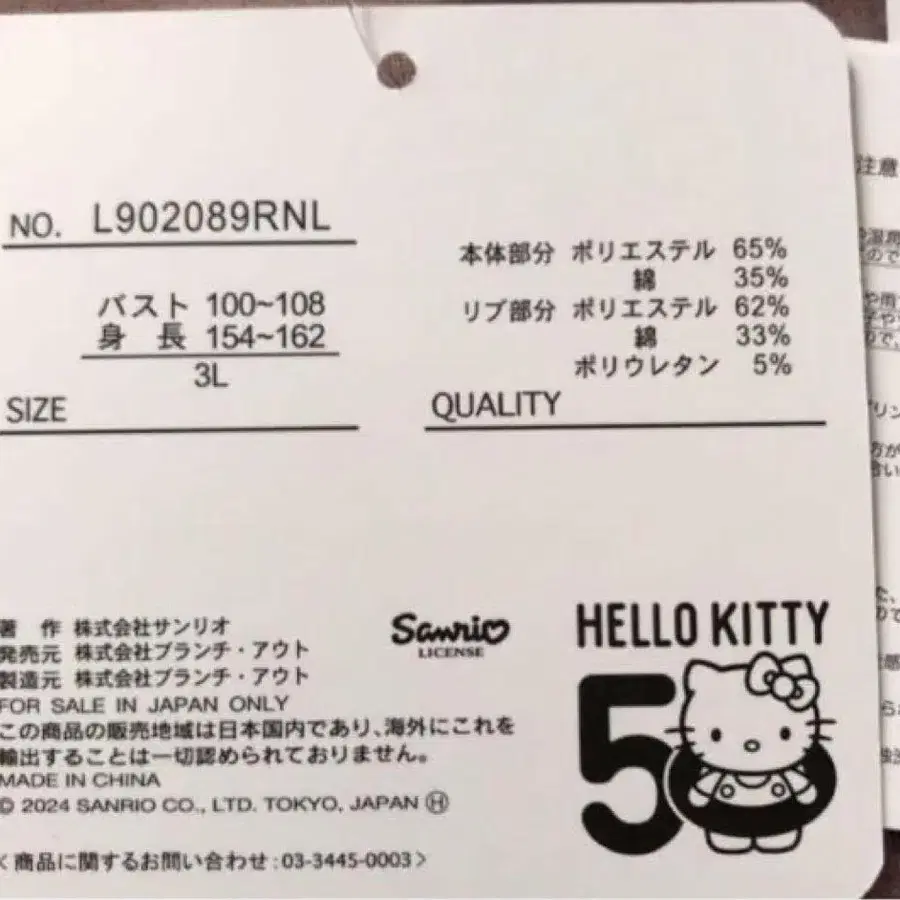 NO. L902089RNL
バスト 100~108
身 長 154~162
3L
SIZE
本体部分 ポリエステル 65%
綿 35%
リブ部分 ポリエステル 62%
綿 33%
ポリウレタン 5%
QUALITY
著 作 株式会社サンリオ
発売元 株式会社ブランチ・アウト
製造元 株式会社ブランチ・アウト
FOR SALE IN JAPAN ONLY
この商品の販売地域は日本国内であり、海外にこれを
輸出することは一切認められておりません。
MADE IN CHINA
© 2024 SANRIO CO., LTD. TOKYO, JAPAN Ⓗ
<商品に関するお問い合わせ:03-3445-0003>
Sanrio
LICENSE
HELLO KITTY
50
注意